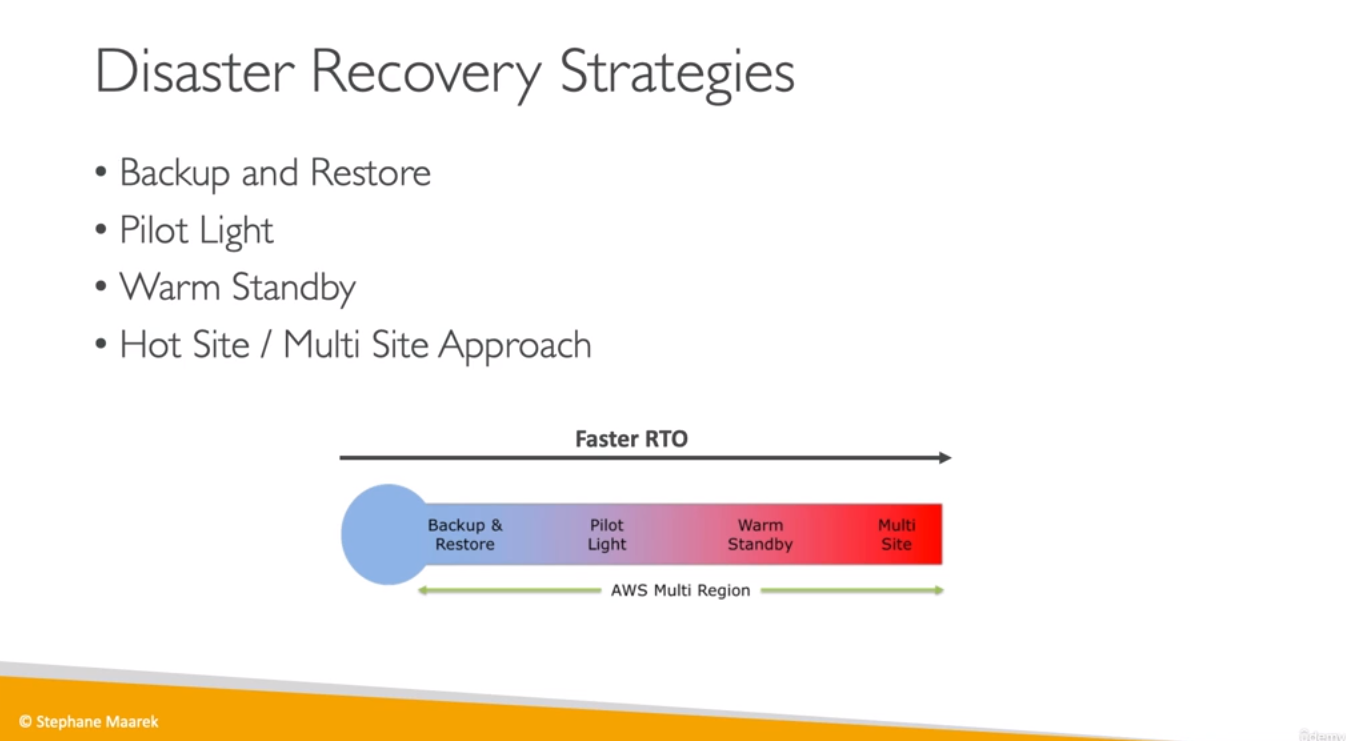 Disaster Recovery Strategies
• Backup and Restore
• Pilot Light
• Warm Standby
• Hot Site / Multi Site Approach
Faster RTO
Backup &
Restore
Pilot
Light
Warm
Standby
Multi
Site
AWS Multi Region
© Stephane Maarek
ûdemy